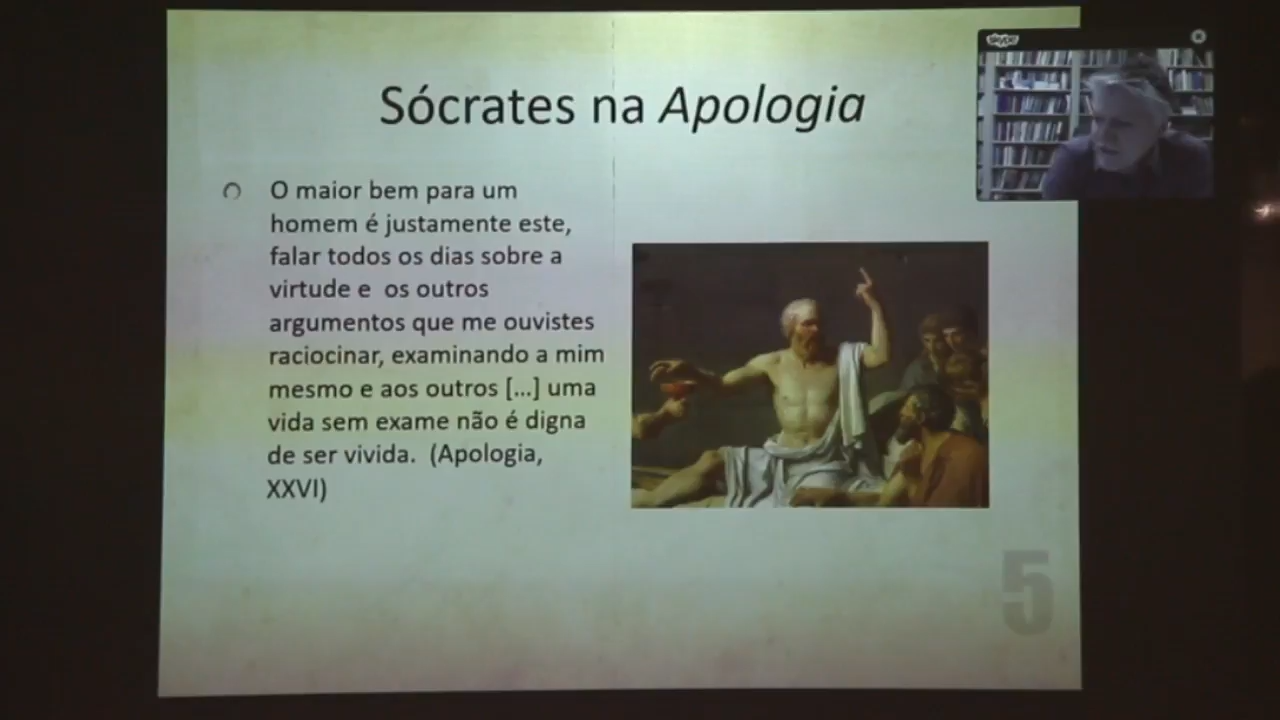 skype
Sócrates na Apologia
O maior bem para um
homem é justamente este,
falar todos os dias sobre a
virtude e os outros
argumentos que me ouvistes
raciocinar, examinando a mim
mesmo e aos outros [...] uma
vida sem exame não é digna
de ser vivida. (Apologia,
XXVI)
5